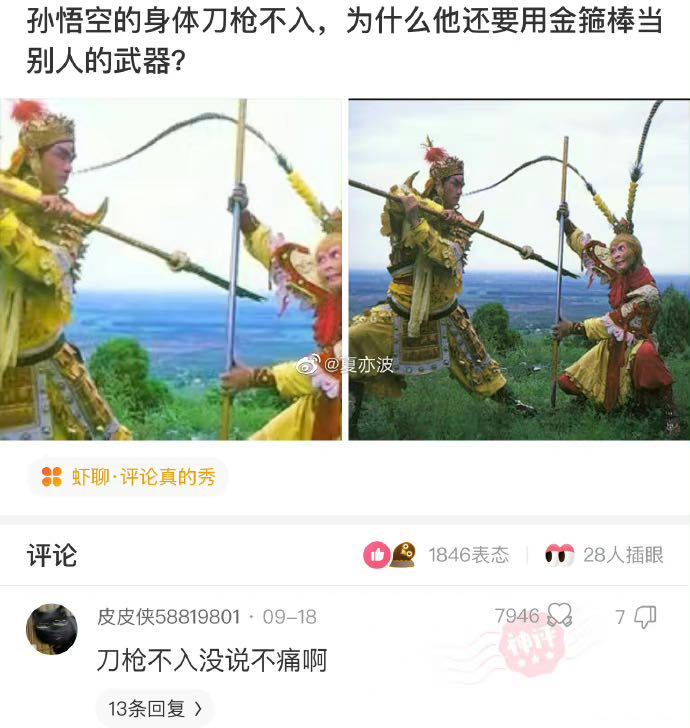 孙悟空的身体刀枪不入，为什么他还要用金箍棒当
别人的武器?
@夏亦波
虾聊·评论真的秀
评论
1846表态
28人插眼
皮皮侠58819801 · 09-18
7946
7
神评
刀枪不入没说不痛啊
13条回复